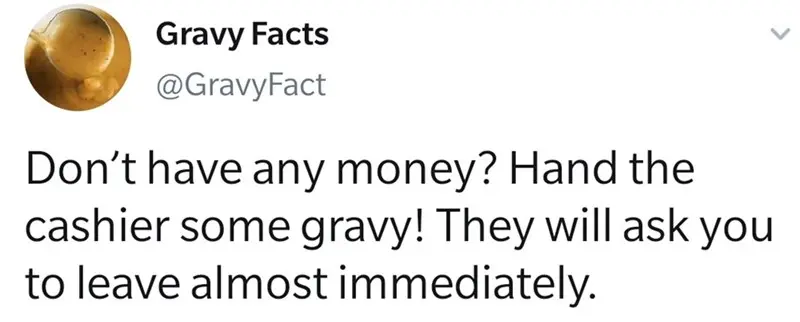 Gravy Facts
@GravyFact
Don’t have any money? Hand the
cashier some gravy! They will ask you
to leave almost immediately.